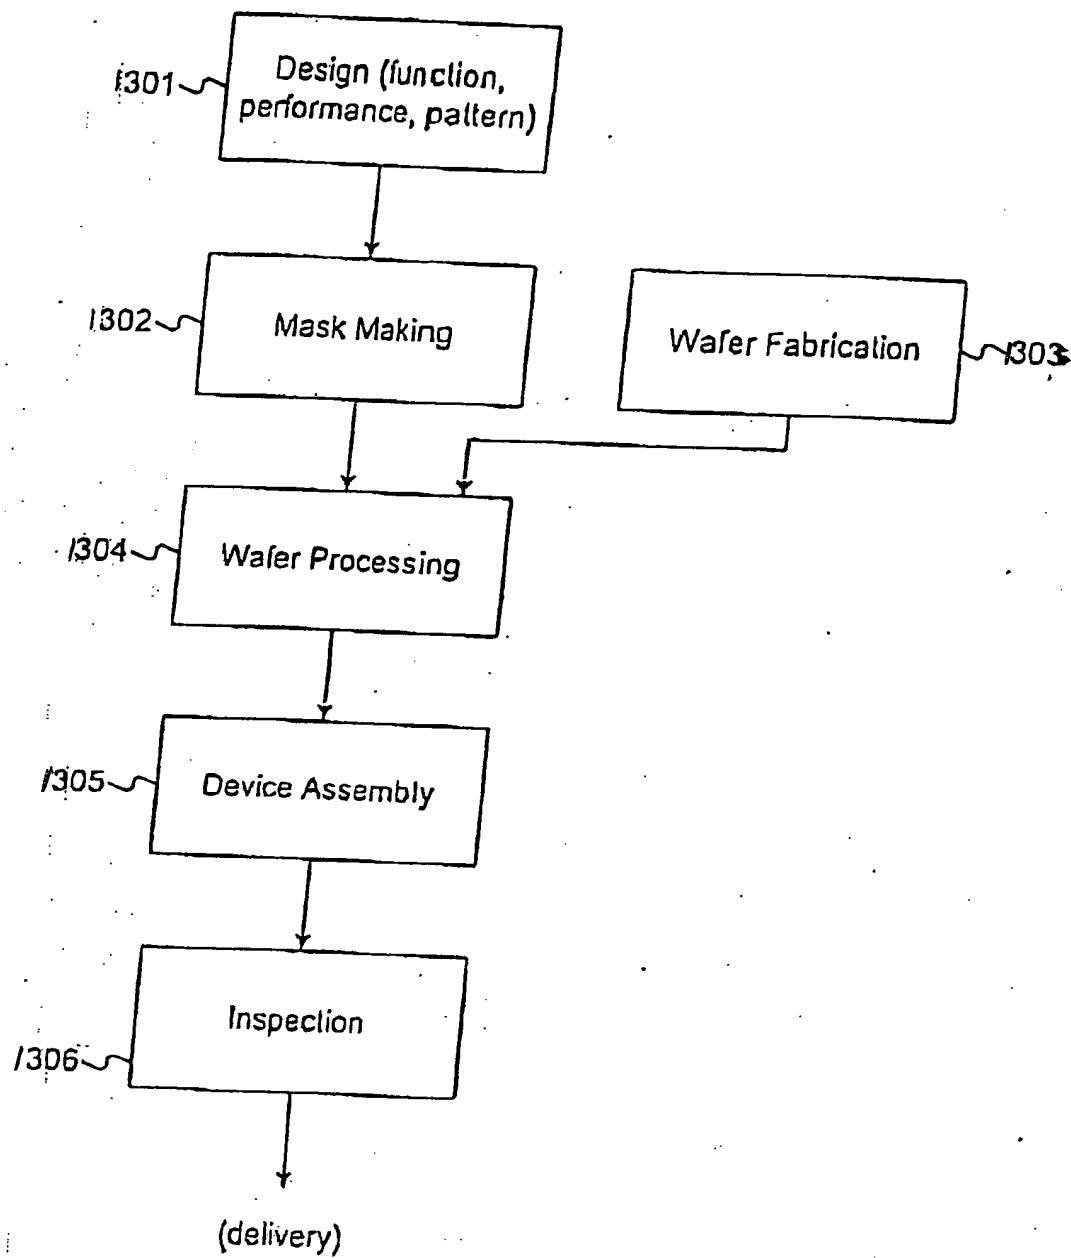 1301
Design (function,
performance, pattern)
1302
Mask Making
Wafer Fabrication
1303
1304
Wafer Processing
1305
Device Assembly
Inspection
1306
(delivery)